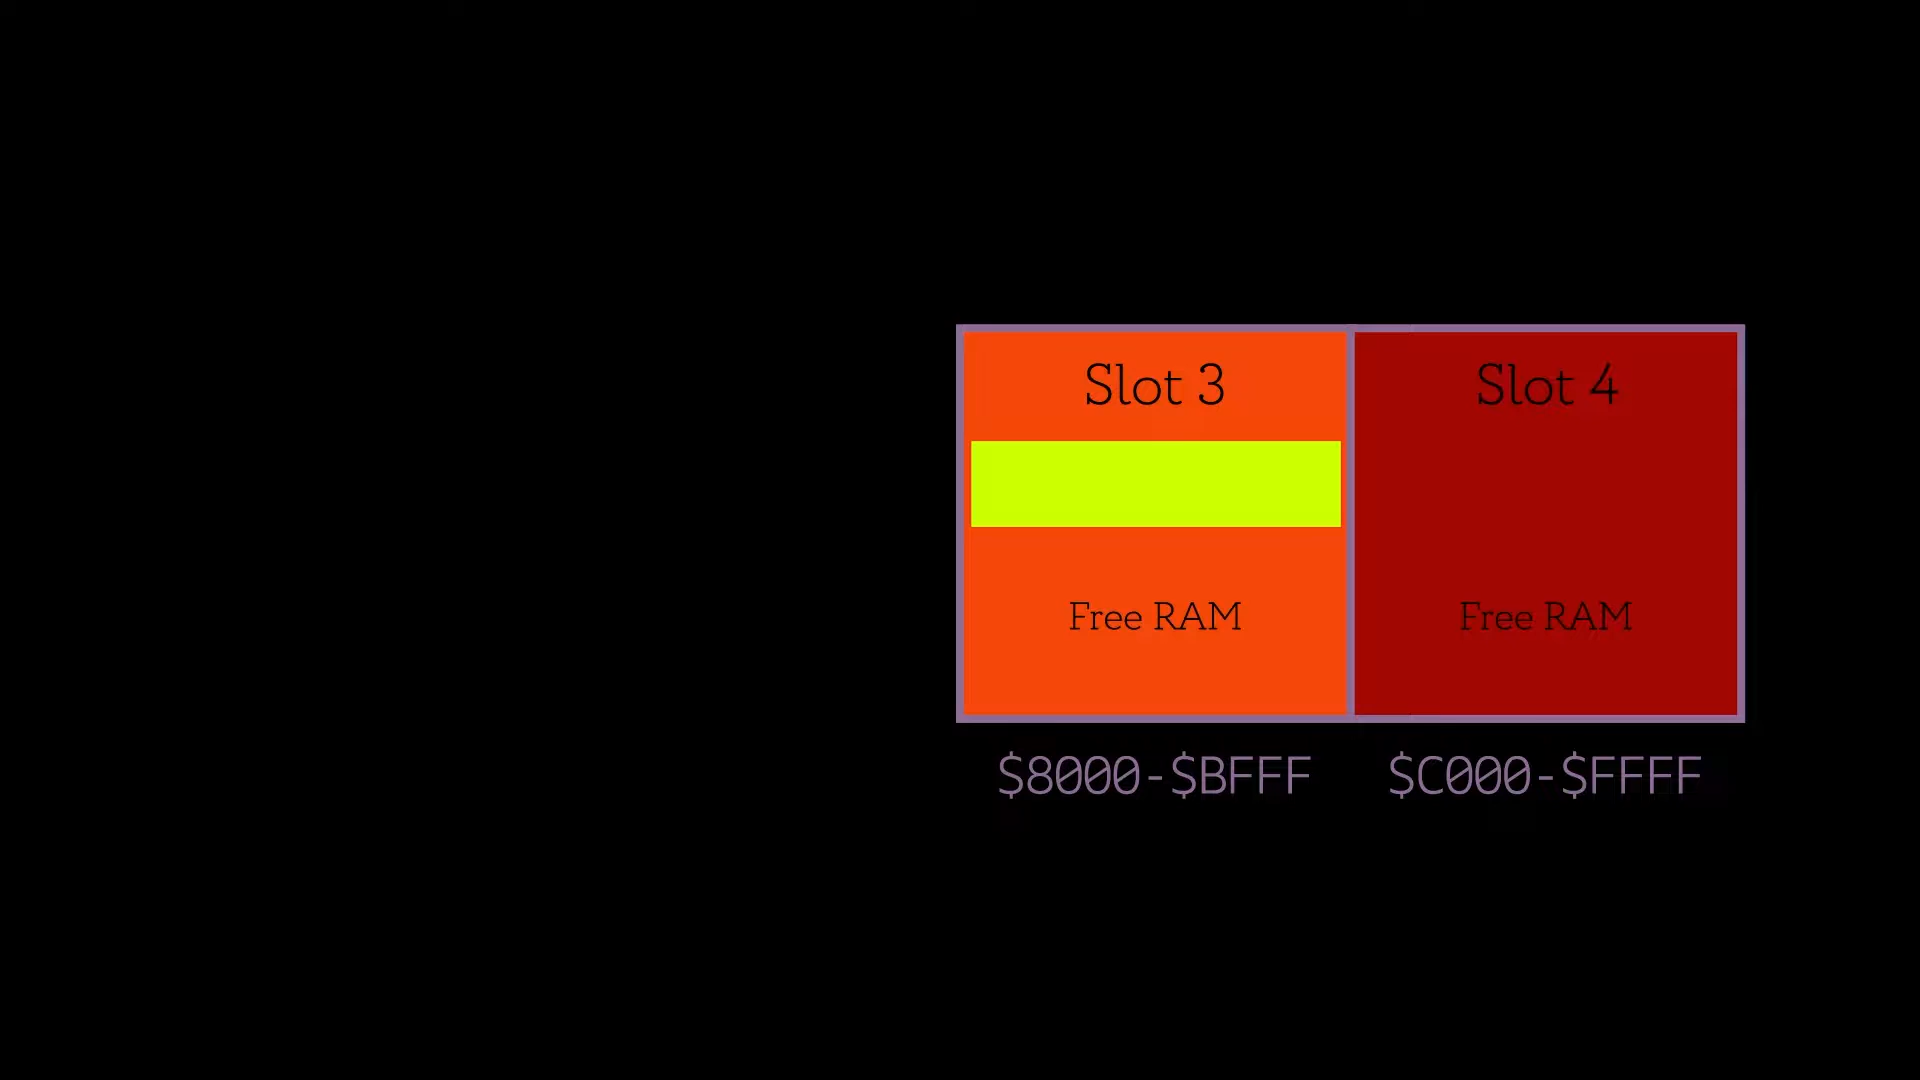 Slot 3
Slot 4
Free RAM
Free RAM
$8000-$BFFF
$C000-$FFFF